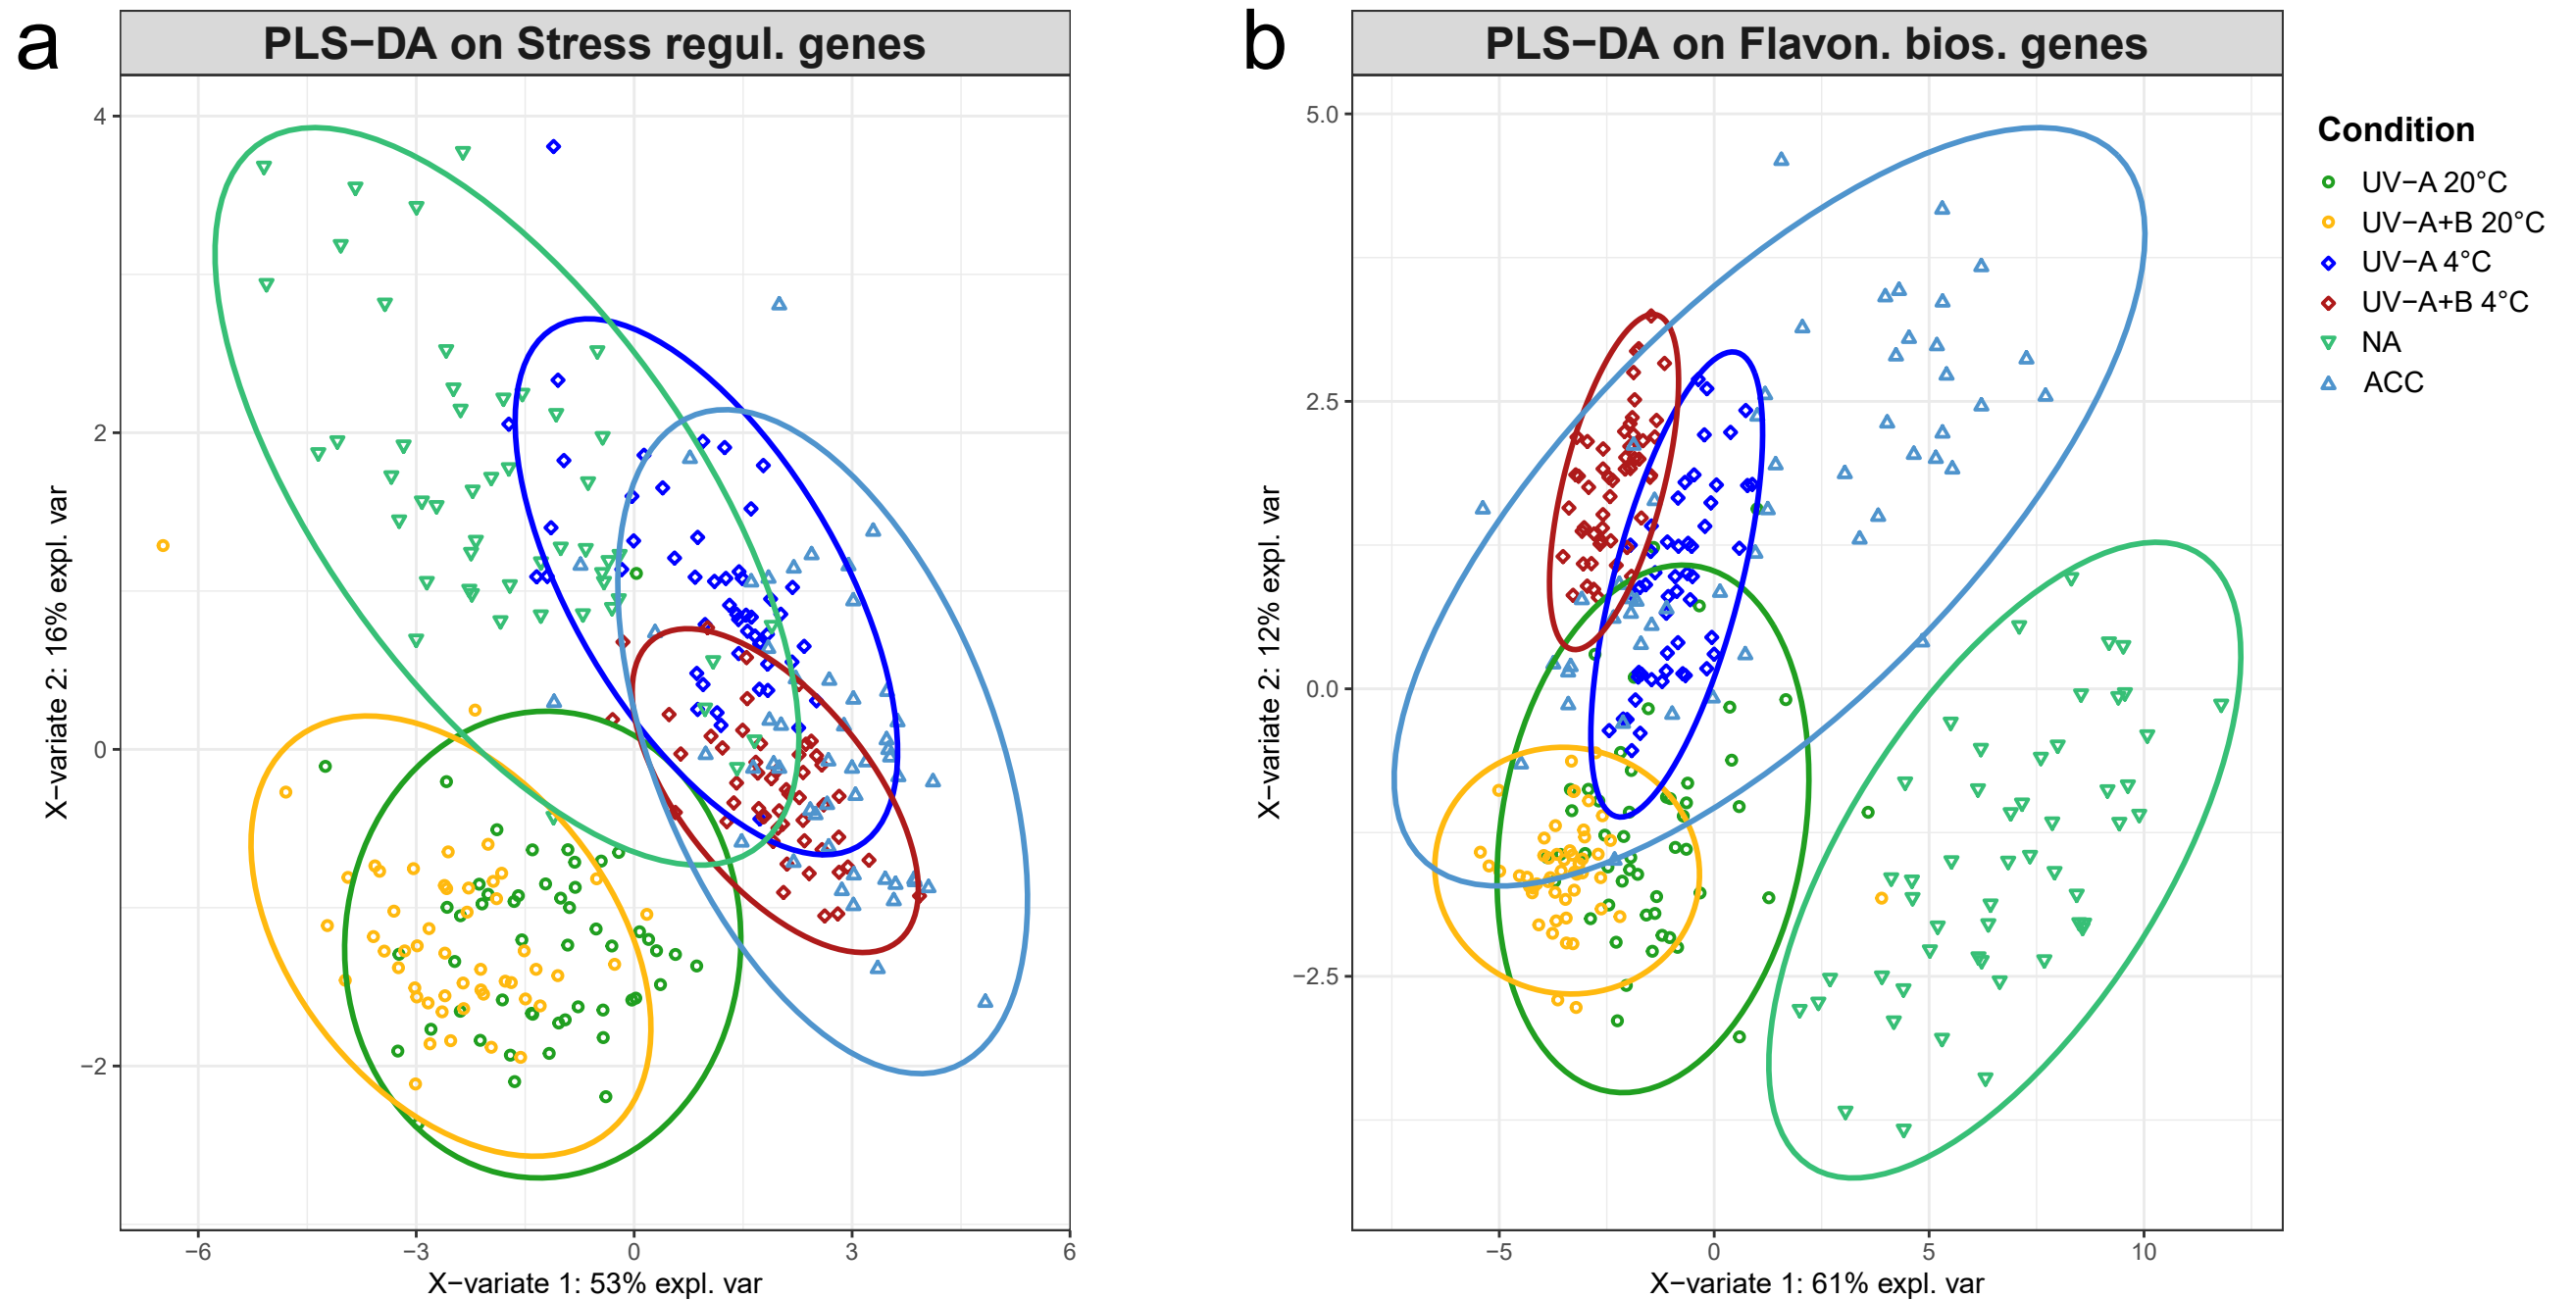 a
PLS−DA on Stress regul. genes
4
2
0
−2
X−variate 2: 16% expl. var
−6
−3
0
3
6
X−variate 1: 53% expl. var
b
PLS−DA on Flavon. bios. genes
5.0
2.5
0.0
−2.5
X−variate 2: 12% expl. var
−5
0
5
10
X−variate 1: 61% expl. var
Condition
UV−A 20°C
UV−A+B 20°C
UV−A 4°C
UV−A+B 4°C
NA
ACC